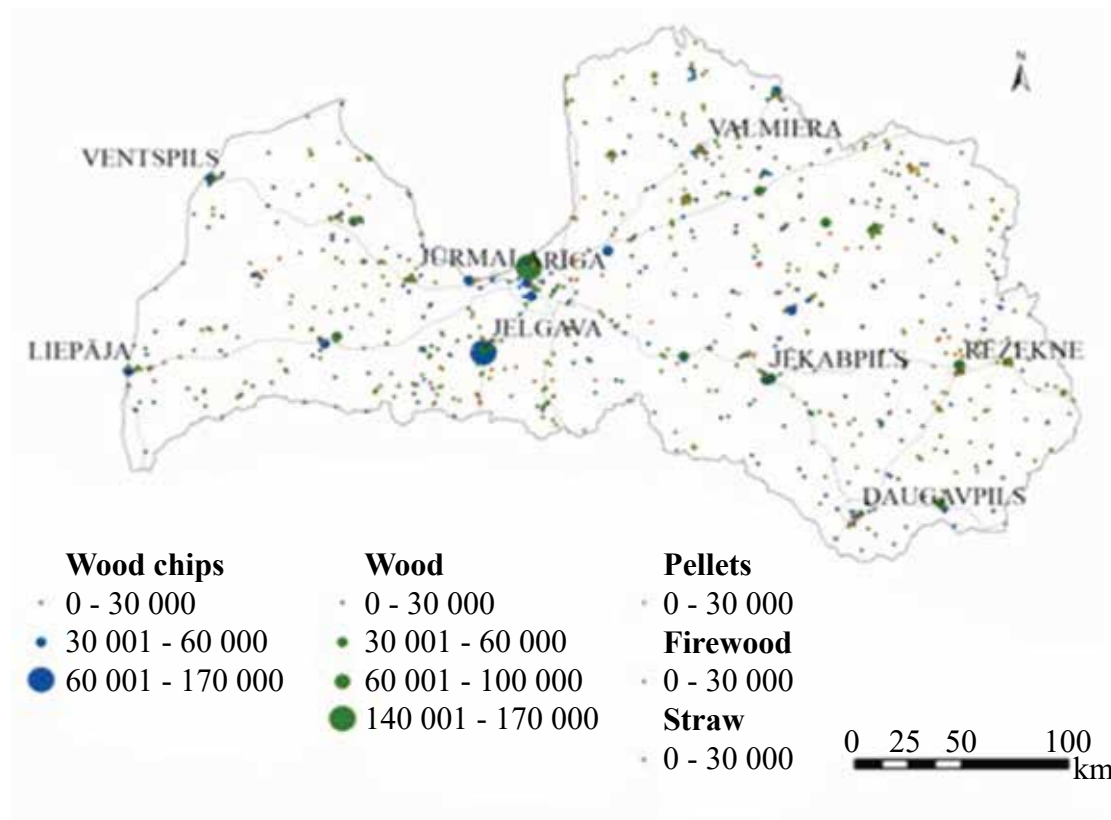 N
VALMIERA
VENTSPILS
JŪRMALA RĪGA
JELGAVA
LIEPĀJA
JĒKABPILS
RĒZEKNE
DAUGAVPILS
Wood chips
0 - 30 000
30 001 - 60 000
60 001 - 170 000
Wood
0 - 30 000
30 001 - 60 000
60 001 - 100 000
140 001 - 170 000
Pellets
0 - 30 000
Firewood
0 - 30 000
Straw
0 - 30 000
0 25 50 100
km